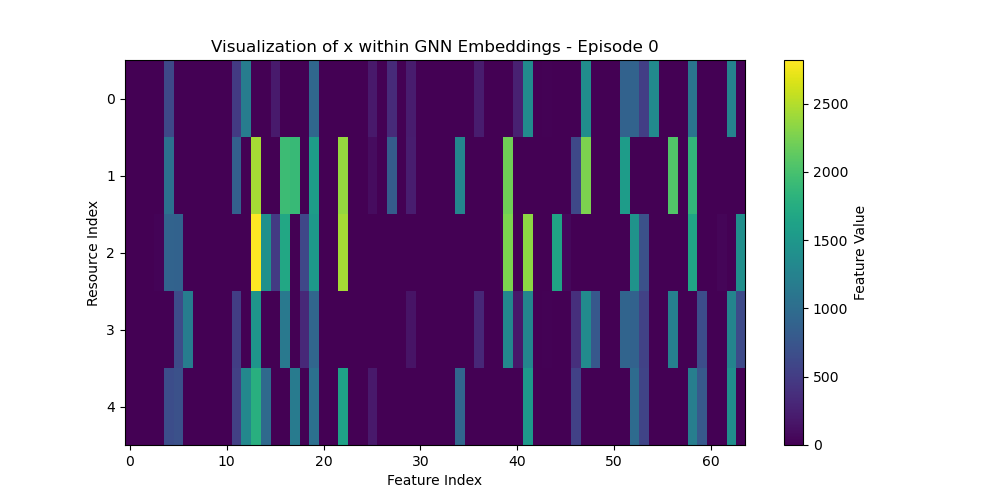 Visualization of x within GNN Embeddings - Episode 0
Resource Index
0
1
2
3
4
0 10 20 30 40 50 60
Feature Index
2500
2000
1500
1000
500
0
Feature Value